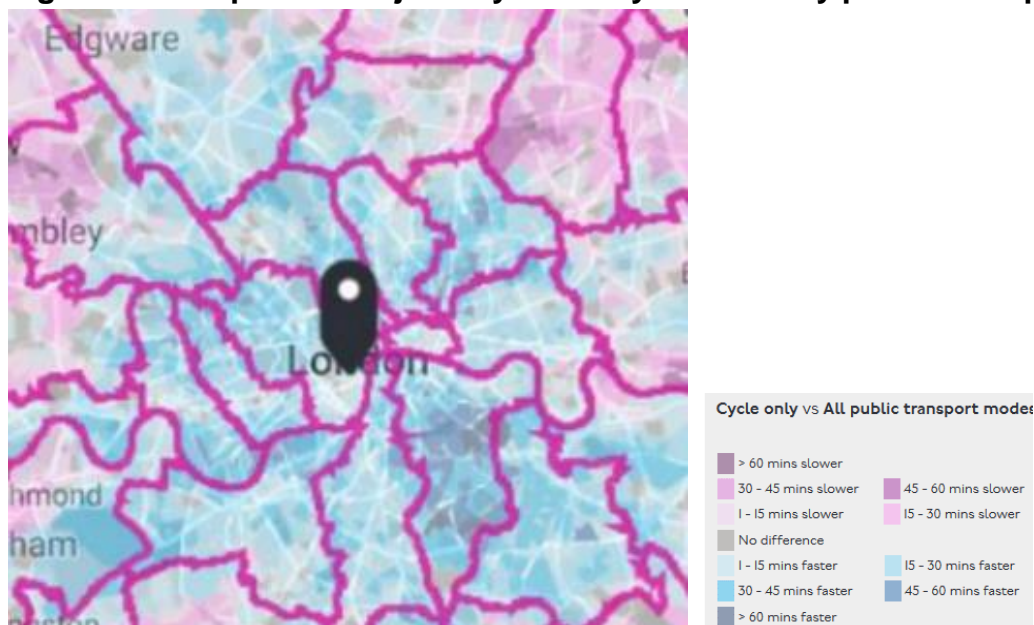 Edgware
mbley
London
hmond
ham
Cycle only vs All public transport modes
> 60 mins slower
30 - 45 mins slower 45 - 60 mins slower
1 - 15 mins slower 15 - 30 mins slower
No difference
1 - 15 mins faster 15 - 30 mins faster
30 - 45 mins faster 45 - 60 mins faster
> 60 mins faster